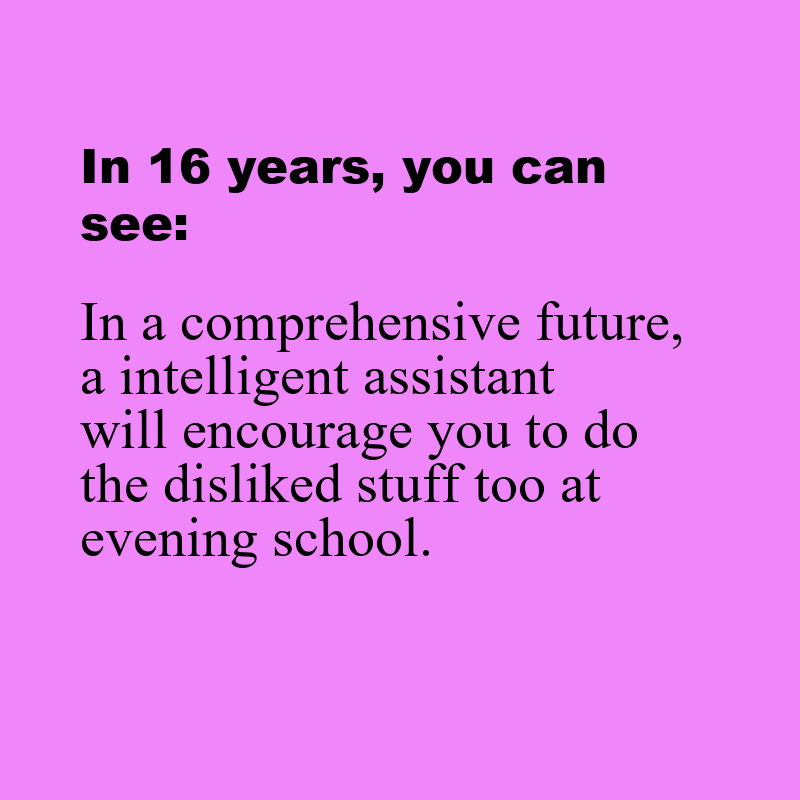 In 16 years, you can
see:
In a comprehensive future,
a intelligent assistant
will encourage you to do
the disliked stuff too at
evening school.